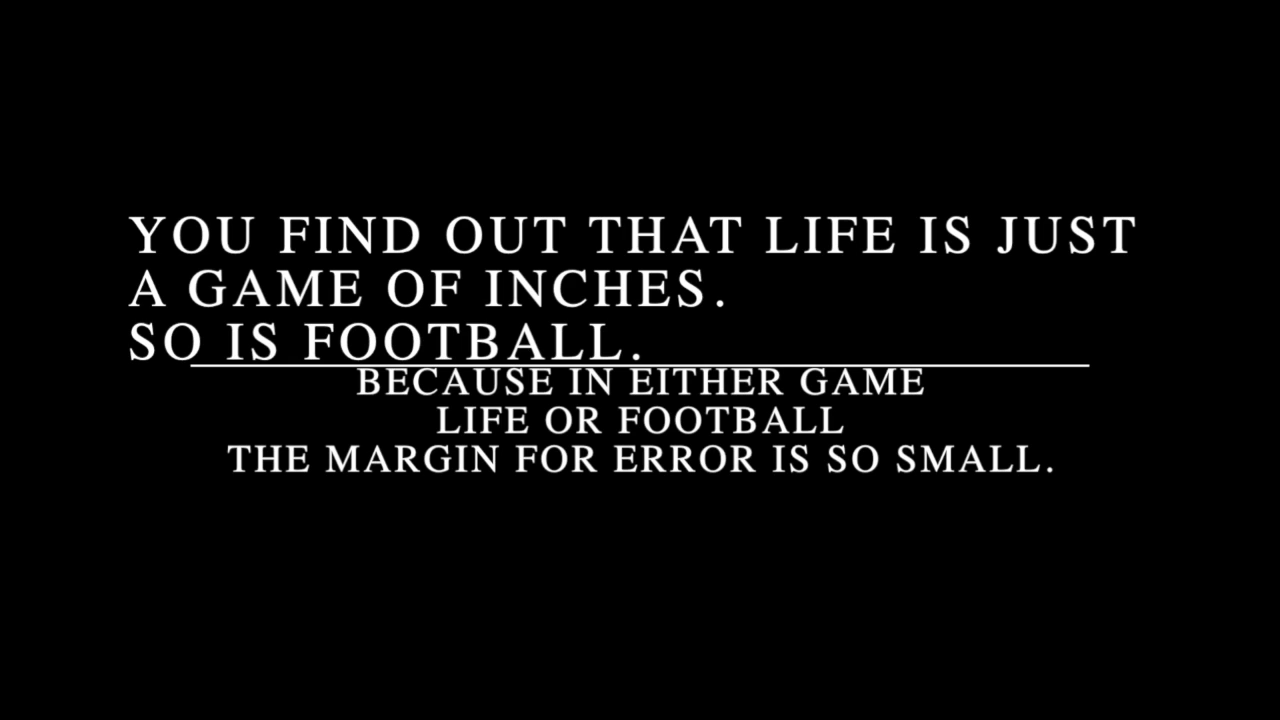 YOU FIND OUT THAT LIFE IS JUST
A GAME OF INCHES.
SO IS FOOTBALL.
BECAUSE IN EITHER GAME
LIFE OR FOOTBALL
THE MARGIN FOR ERROR IS SO SMALL.